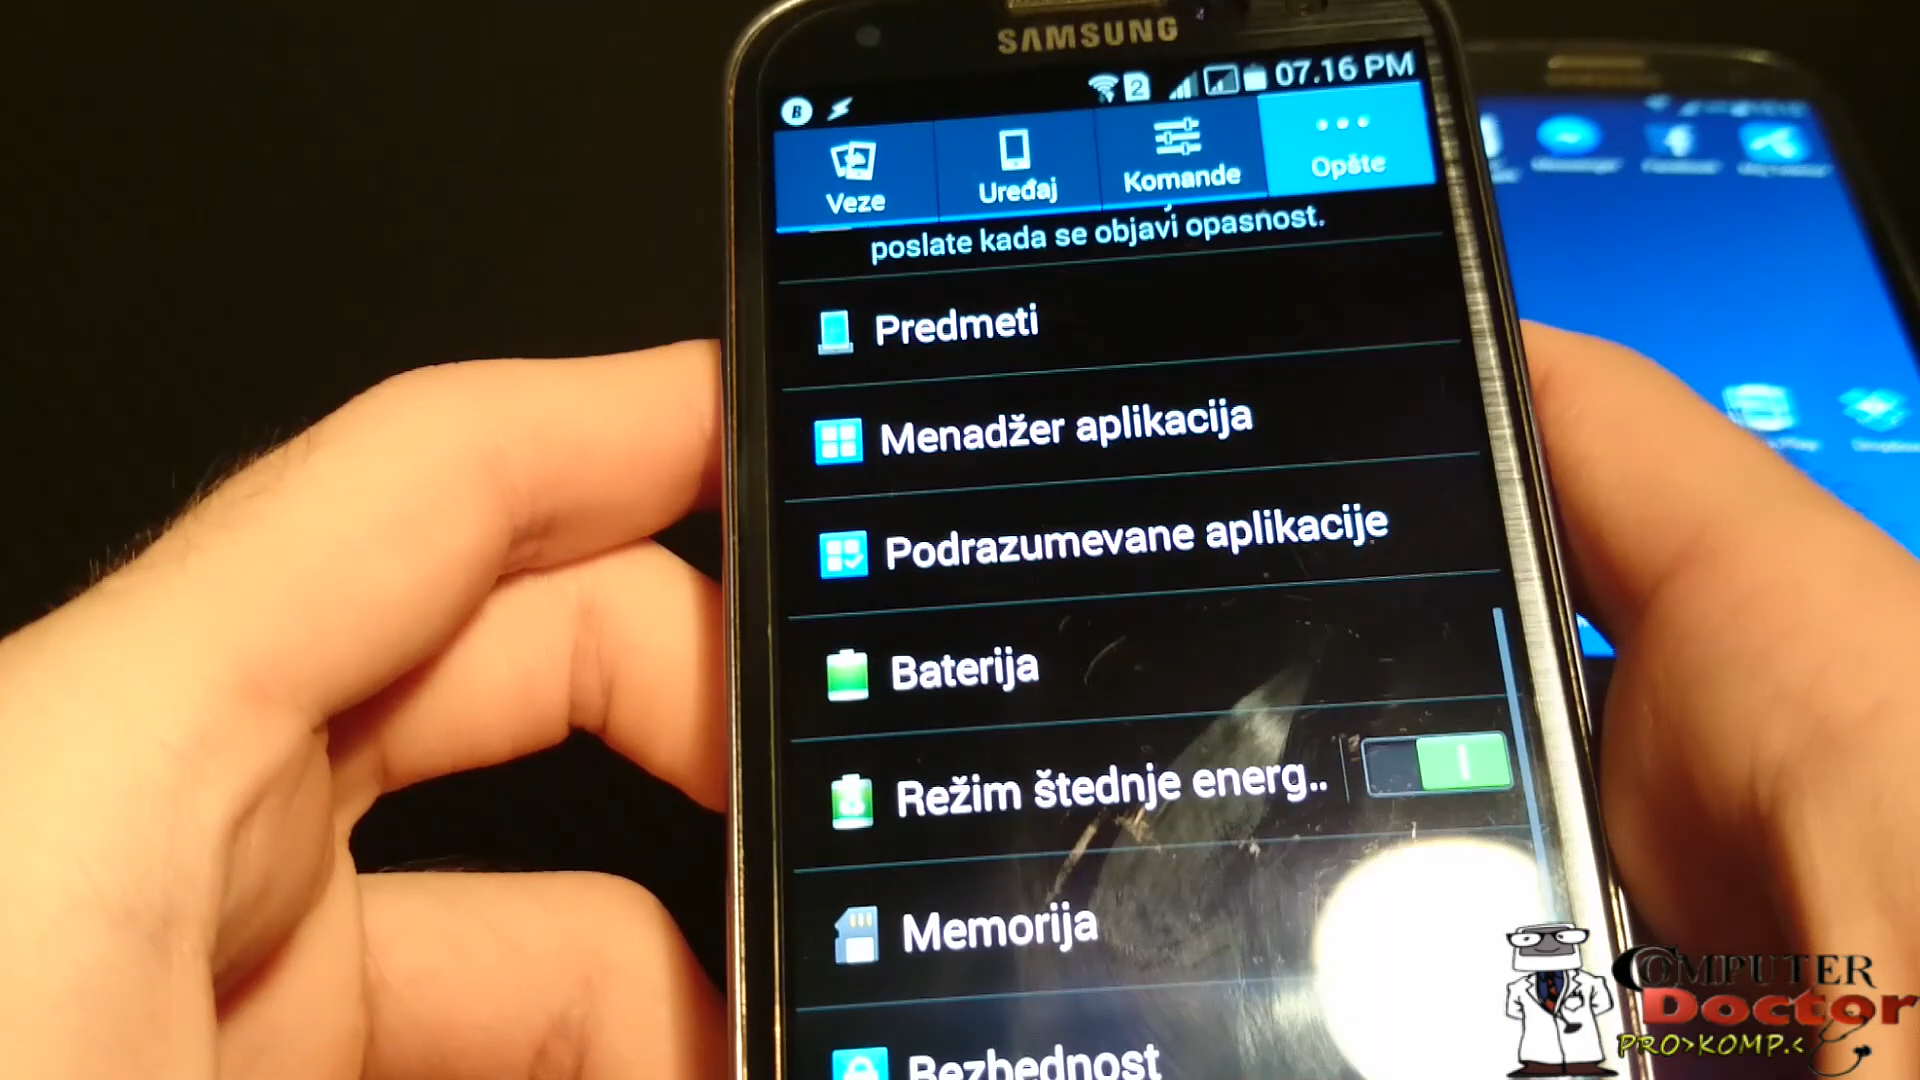 SAMSUNG
2 07.16 PM
Veze
Uređaj
Komande
Opšte
poslate kada se objavi opasnost.
Predmeti
Menadžer aplikacija
Podrazumevane aplikacije
Baterija
Režim štednje energ..
Memorija
Bezbednost
COMPUTER
Doctor
PRO>KOMP.<